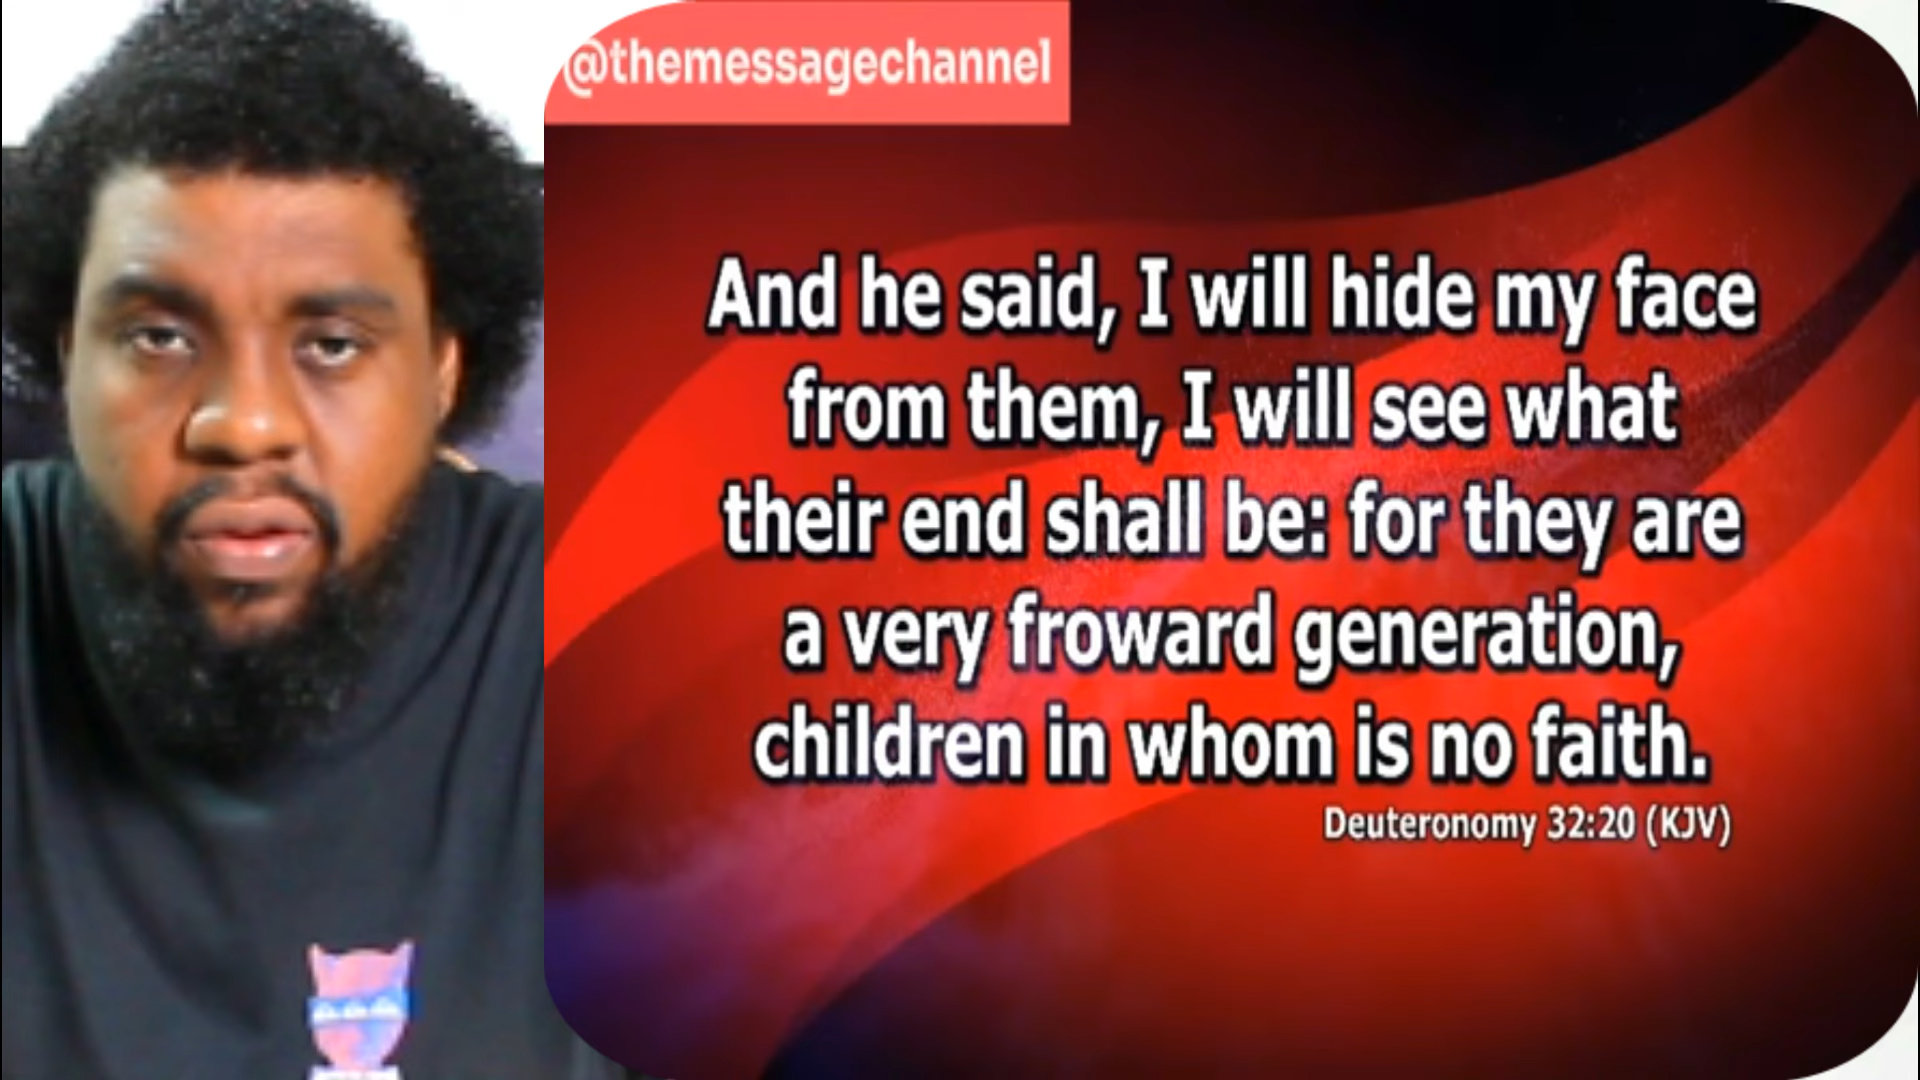 @themessagechannel
And he said, I will hide my face
from them, I will see what
their end shall be: for they are
a very froward generation,
children in whom is no faith.
Deuteronomy 32:20 (KJV)